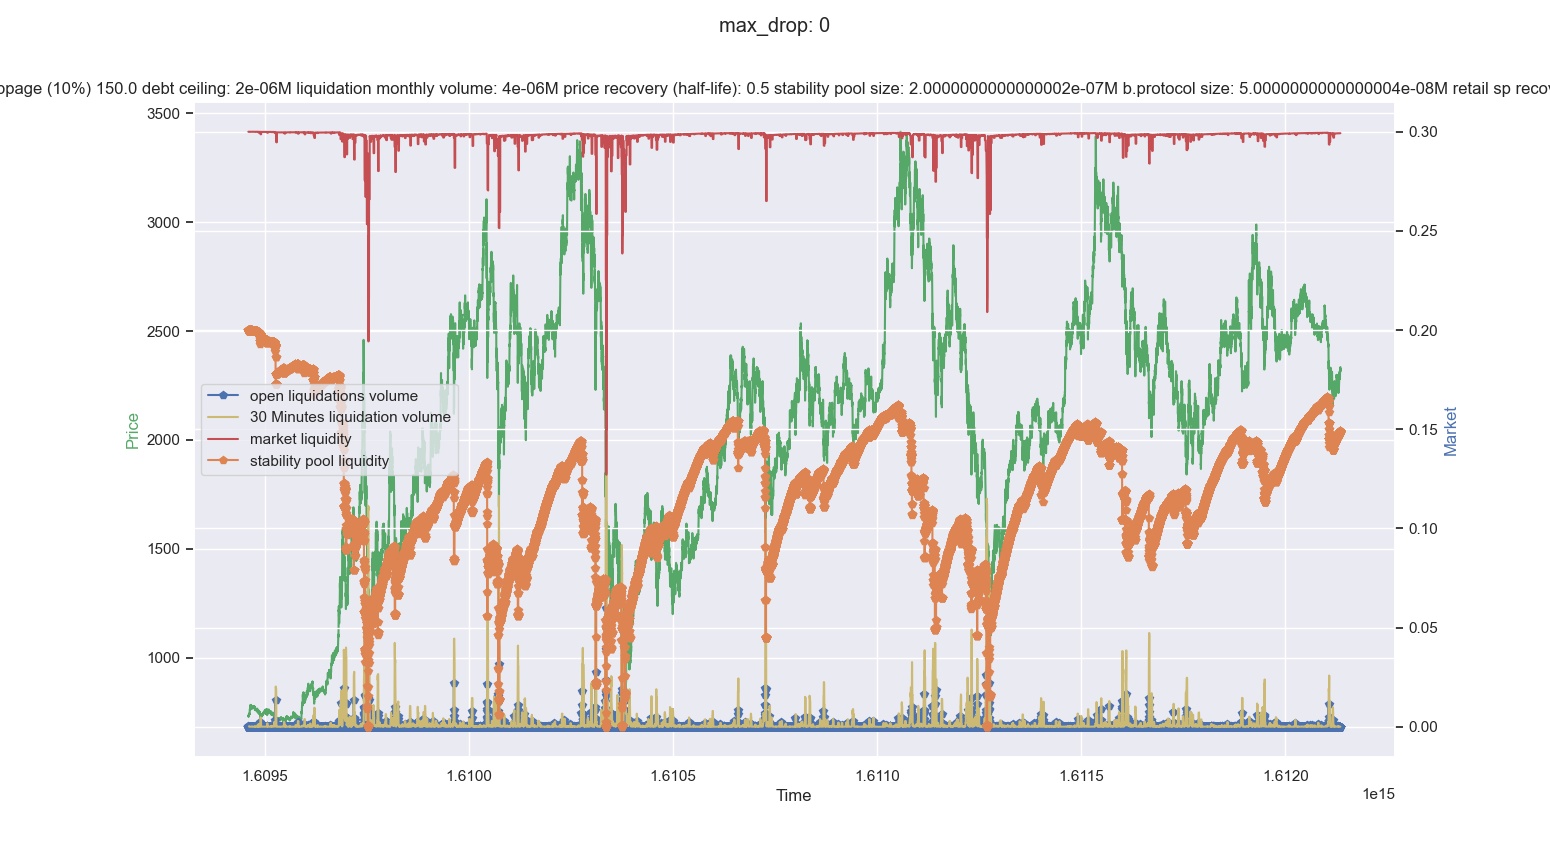 max_drop: 0
opage (10%) 150.0 debt ceiling: 2e-06M liquidation monthly volume: 4e-06M price recovery (half-life): 0.5 stability pool size: 2.0000000000000002e-07M b.protocol size: 5.0000000000000004e-08M retail sp recov
3500
3000
2500
2000
1500
1000
Price
open liquidations volume
30 Minutes liquidation volume
market liquidity
stability pool liquidity
0.30
0.25
0.20
0.15
0.10
0.05
0.00
Market
1.6095
1.6100
1.6105
1.6110
1.6115
1.6120
1e15
Time